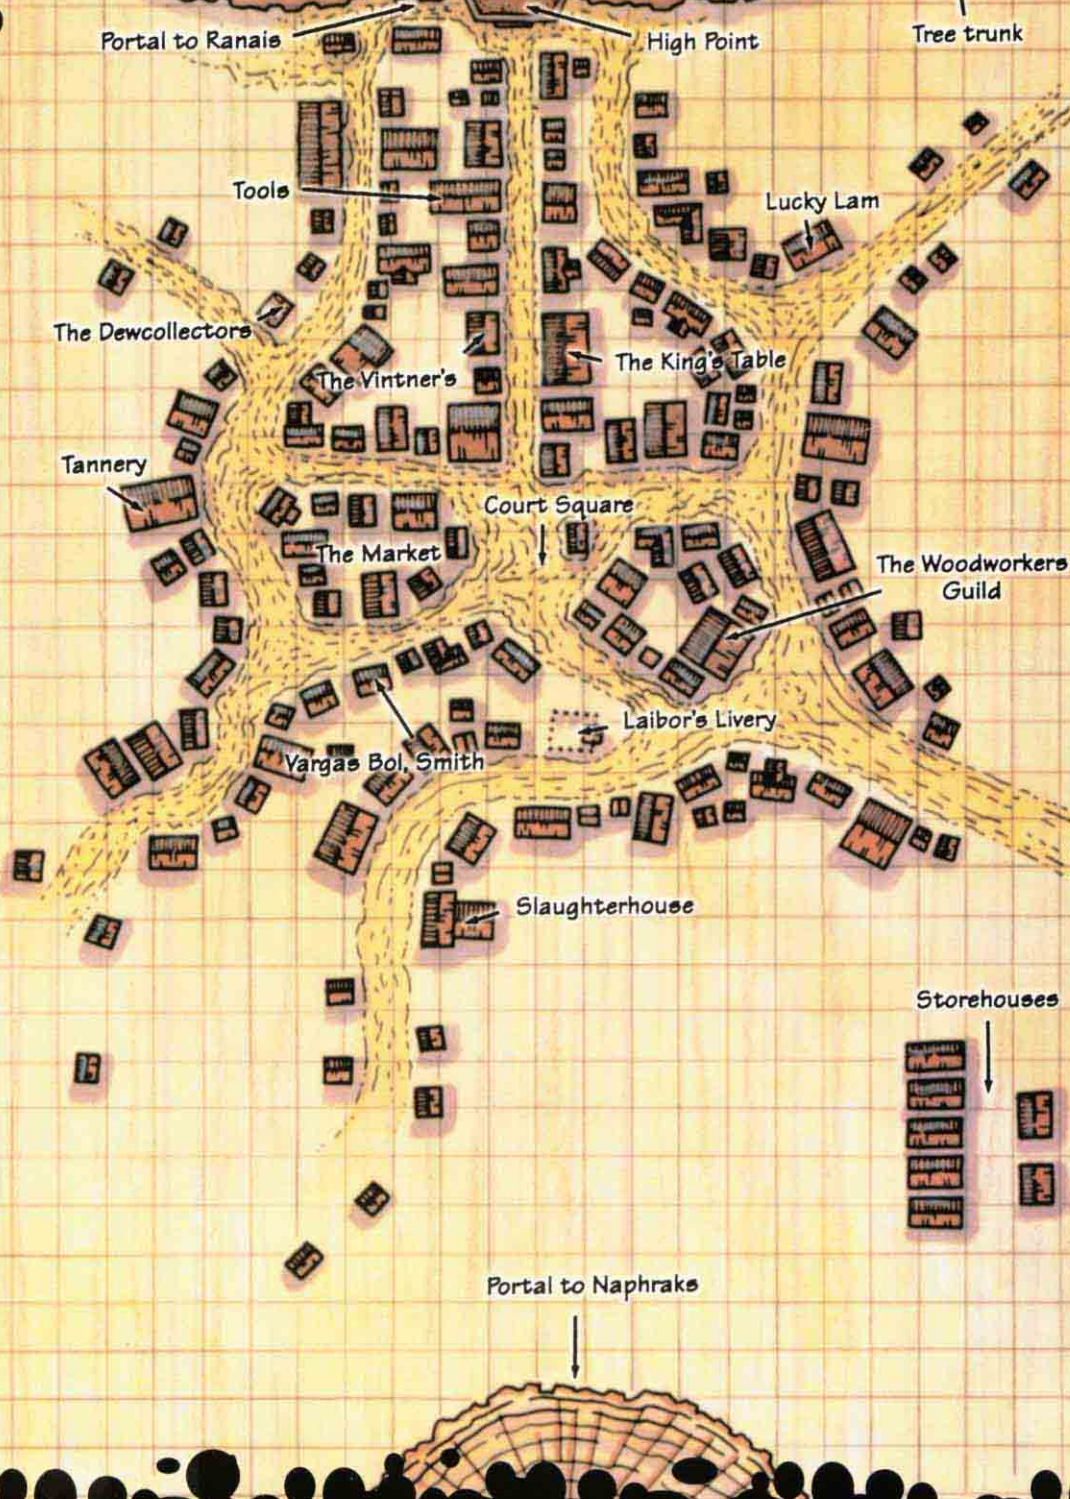 Portal to Ranais
High Point
Tree trunk
Tools
Lucky Lam
The Dewcollectors
The Vintner's
The King's Table
Tannery
Court Square
The Market
The Woodworkers
Guild
Laibor's Livery
Vargas Bol, Smith
Slaughterhouse
Storehouses
Portal to Naphraks